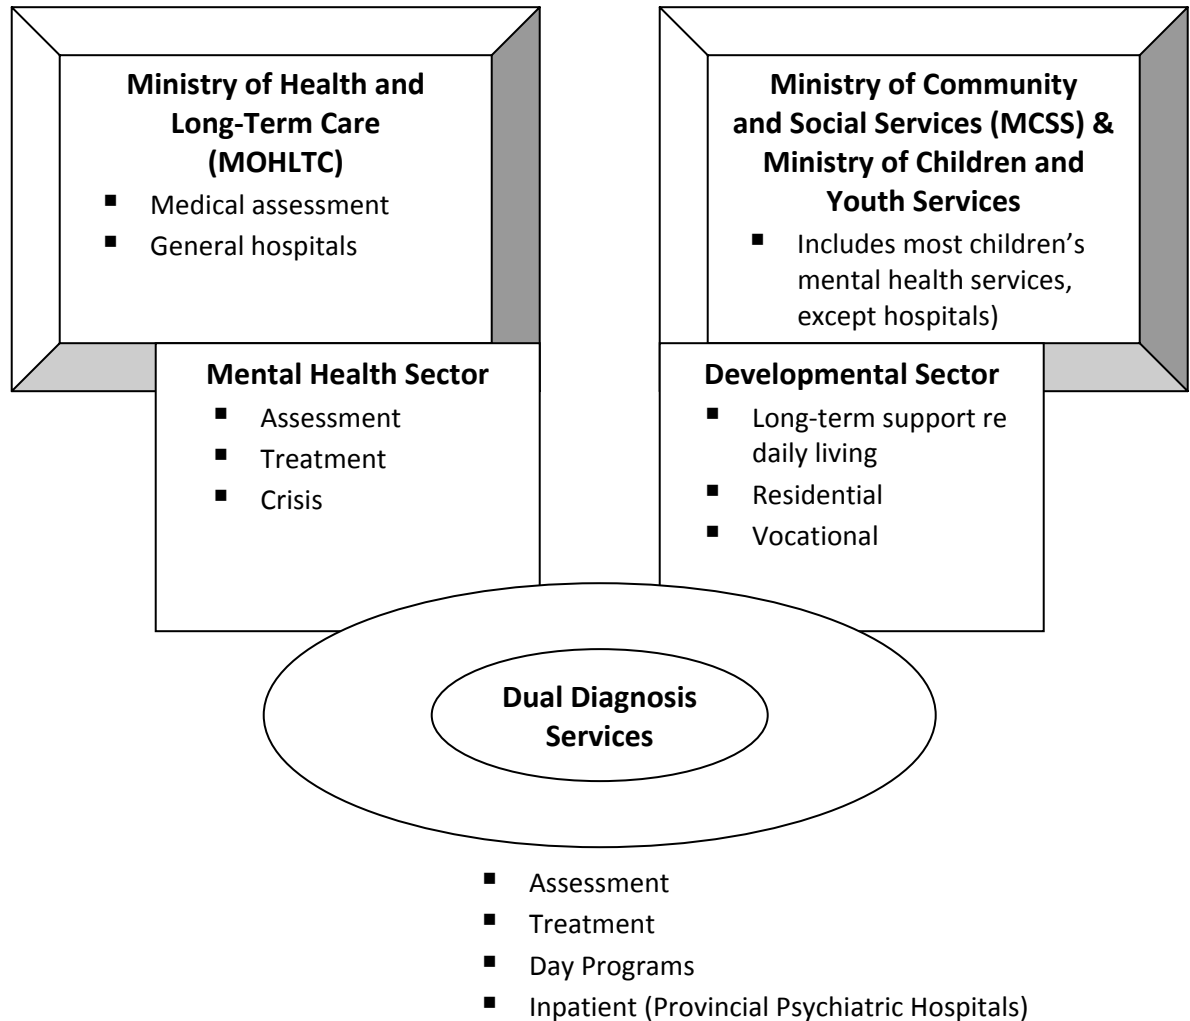 Ministry of Health and
Long-Term Care
(MOHLTC)
▪ Medical assessment
▪ General hospitals
Ministry of Community
and Social Services (MCSS) &
Ministry of Children and
Youth Services
▪ Includes most children’s
mental health services,
except hospitals)
Mental Health Sector
▪ Assessment
▪ Treatment
▪ Crisis
Developmental Sector
▪ Long-term support re
daily living
▪ Residential
▪ Vocational
Dual Diagnosis
Services
▪ Assessment
▪ Treatment
▪ Day Programs
▪ Inpatient (Provincial Psychiatric Hospitals)